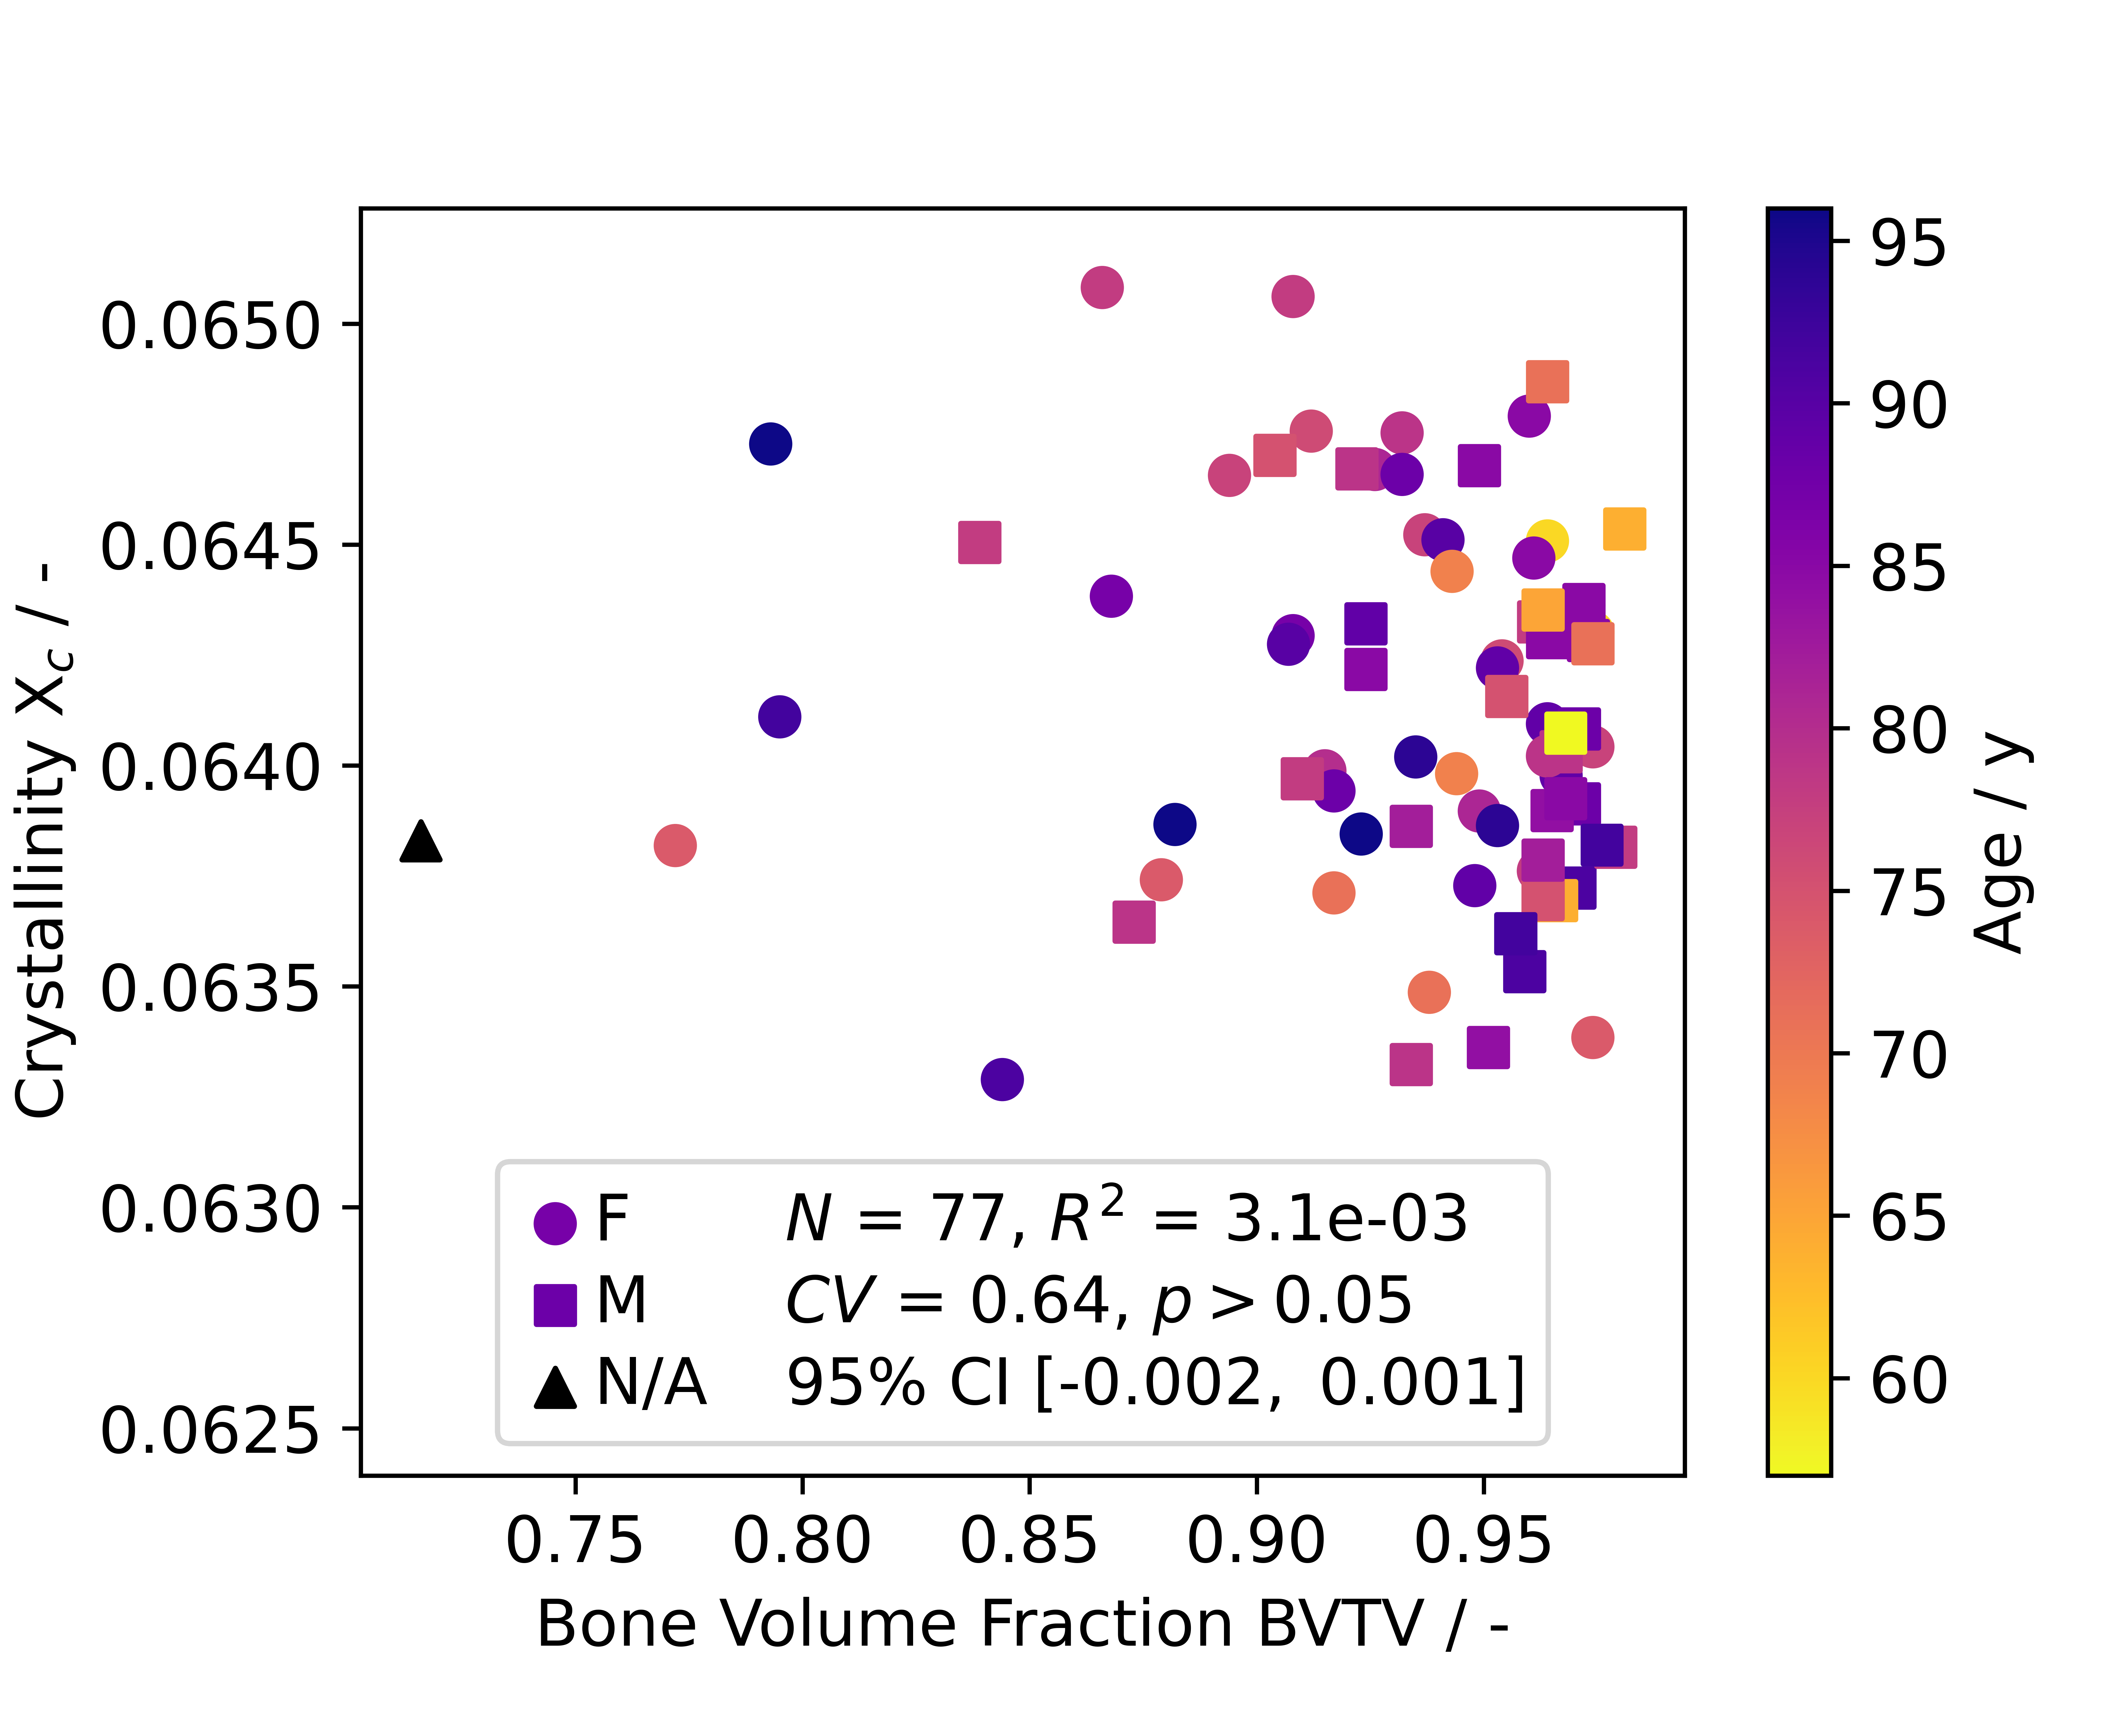 Crystallinity Xc / -
0.0650
0.0645
0.0640
0.0635
0.0630
0.0625
F N = 77, R² = 3.1e-03
M CV = 0.64, p > 0.05
N/A 95% CI [-0.002, 0.001]
0.75 0.80 0.85 0.90 0.95
Bone Volume Fraction BVTV / -
95
90
85
80
75
70
65
60
Age / y